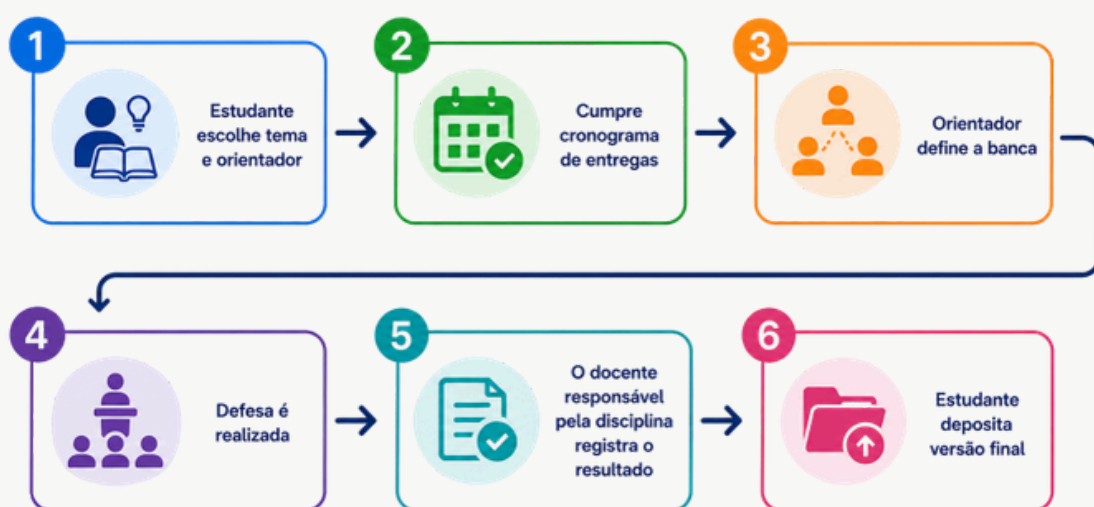 1
Estudante
escolhe tema
e orientador
2
Cumpre
cronograma
de entregas
3
Orientador
define a banca
4
Defesa é
realizada
5
O docente
responsável
pela disciplina
registra o
resultado
6
Estudante
deposita
versão final